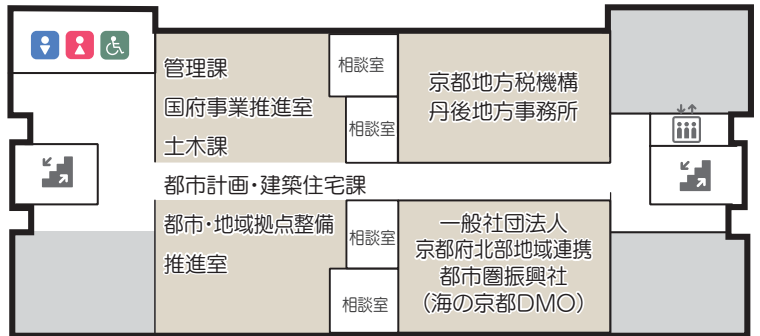 管理課
国府事業推進室
土木課
都市計画・建築住宅課
都市・地域拠点整備
推進室
相談室
相談室
相談室
相談室
京都地方税機構
丹後地方事務所
一般社団法人
京都府北部地域連携
都市圏振興社
（海の京都DMO）